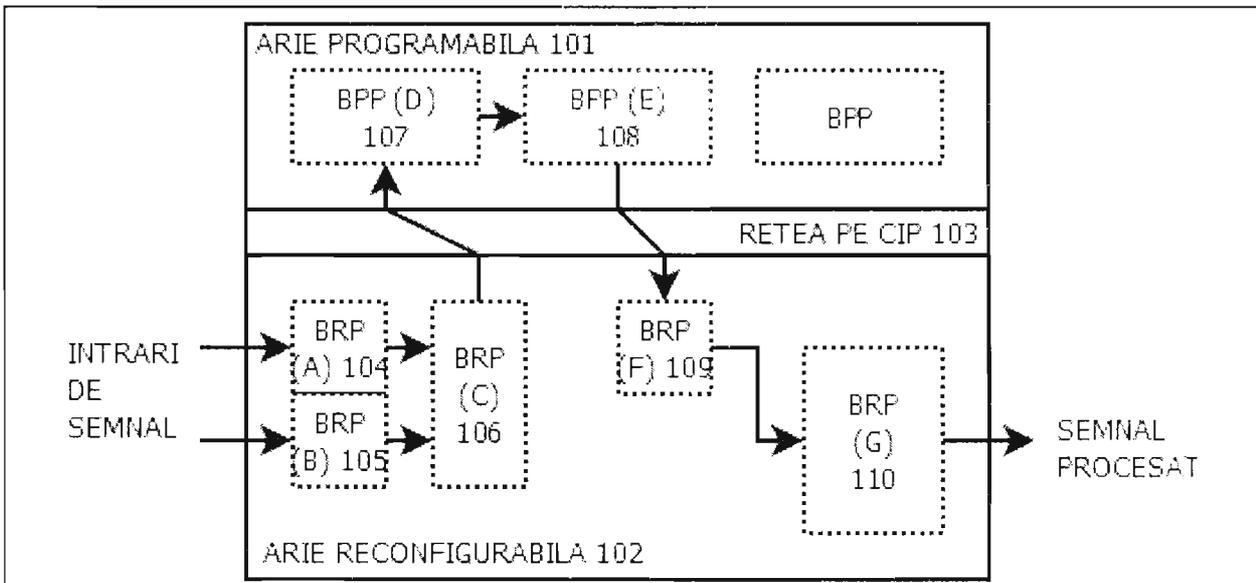 ARIE PROGRAMABILA 101
BPP (D)
107
BPP (E)
108
BPP
RETEA PE CIP 103
INTRARI
DE
SEMNAL
BRP
(A) 104
BRP
(B) 105
BRP
(C)
106
BRP
(F) 109
BRP
(G)
110
SEMNAL
PROCESAT
ARIE RECONFIGURABILA 102